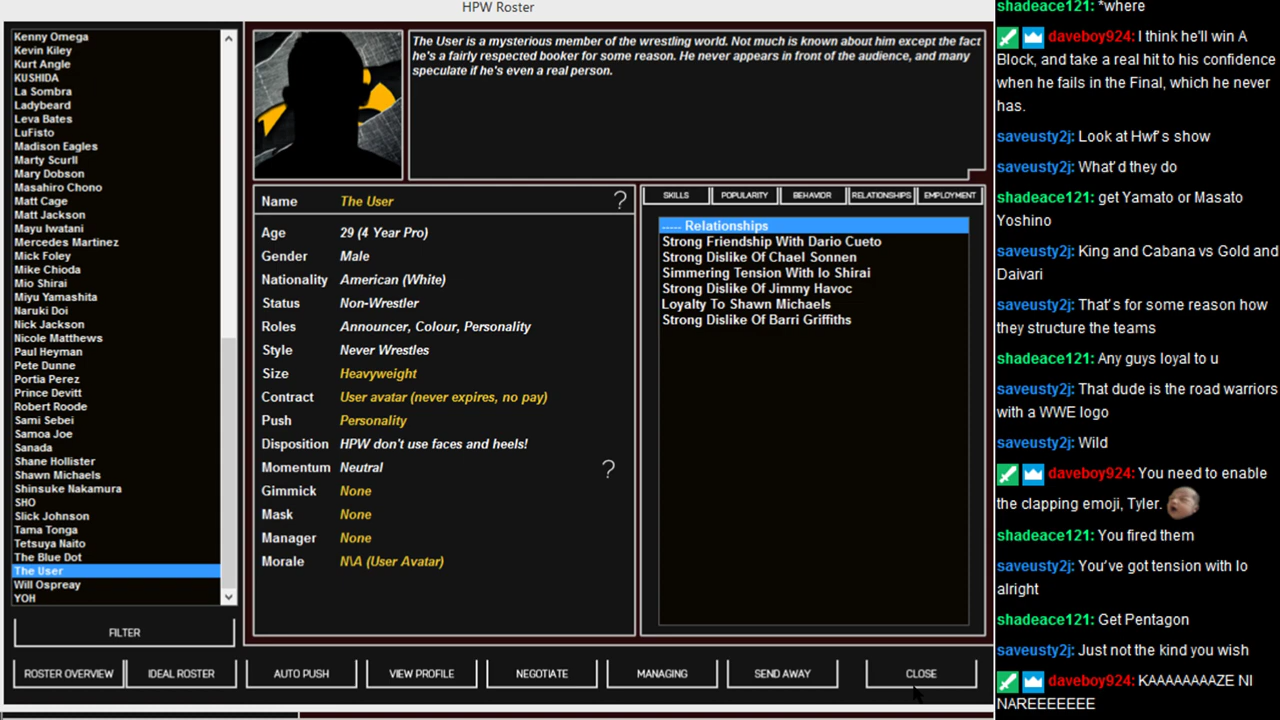 HPW Roster
Kenny Omega
Kevin Kiley
Kurt Angle
KUSHIDA
La Sombra
Ladybeard
Leva Bates
LuFisto
Madison Eagles
Marty Scurll
Mary Dobson
Masahiro Chono
Matt Cage
Matt Jackson
Mayu Iwatani
Mercedes Martinez
Mick Foley
Mike Chioda
Mio Shirai
Miyu Yamashita
Naruki Doi
Nick Jackson
Nicole Matthews
Paul Heyman
Pete Dunne
Portia Perez
Prince Devitt
Robert Roode
Sami Sebei
Samoa Joe
Sanada
Shane Hollister
Shawn Michaels
Shinsuke Nakamura
SHO
Slick Johnson
Tama Tonga
Tetsuya Naito
The Blue Dot
The User
Will Ospreay
YOH
FILTER
ROSTER OVERVIEW
IDEAL ROSTER
The User is a mysterious member of the wrestling world. Not much is known about him except the fact
he's a fairly respected booker for some reason. He never appears in front of the audience, and many
speculate if he's even a real person.
Name The User ?
Age 29 (4 Year Pro)
Gender Male
Nationality American (White)
Status Non-Wrestler
Roles Announcer, Colour, Personality
Style Never Wrestles
Size Heavyweight
Contract User avatar (never expires, no pay)
Push Personality
Disposition HPW don't use faces and heels!
Momentum Neutral ?
Gimmick None
Mask None
Manager None
Morale N\A (User Avatar)
SKILLS POPULARITY BEHAVIOR RELATIONSHIPS EMPLOYMENT
----- Relationships
Strong Friendship With Dario Cueto
Strong Dislike Of Chael Sonnen
Simmering Tension With Io Shirai
Strong Dislike Of Jimmy Havoc
Loyalty To Shawn Michaels
Strong Dislike Of Barri Griffiths
AUTO PUSH
VIEW PROFILE
NEGOTIATE
MANAGING
SEND AWAY
CLOSE
shadeace121: *where
daveboy924: I think he'll win A
Block, and take a real hit to his confidence
when he fails in the Final, which he never
has.
saveusty2j: Look at Hwf's show
saveusty2j: What'd they do
shadeace121: get Yamato or Masato
Yoshino
saveusty2j: King and Cabana vs Gold and
Daivari
saveusty2j: That's for some reason how
they structure the teams
shadeace121: Any guys loyal to u
saveusty2j: That dude is the road warriors
with a WWE logo
saveusty2j: Wild
daveboy924: You need to enable
the clapping emoji, Tyler.
shadeace121: You fired them
saveusty2j: You've got tension with Io
alright
shadeace121: Get Pentagon
saveusty2j: Just not the kind you wish
daveboy924: KAAAAAAAAZE NI
NAREEEEEEE